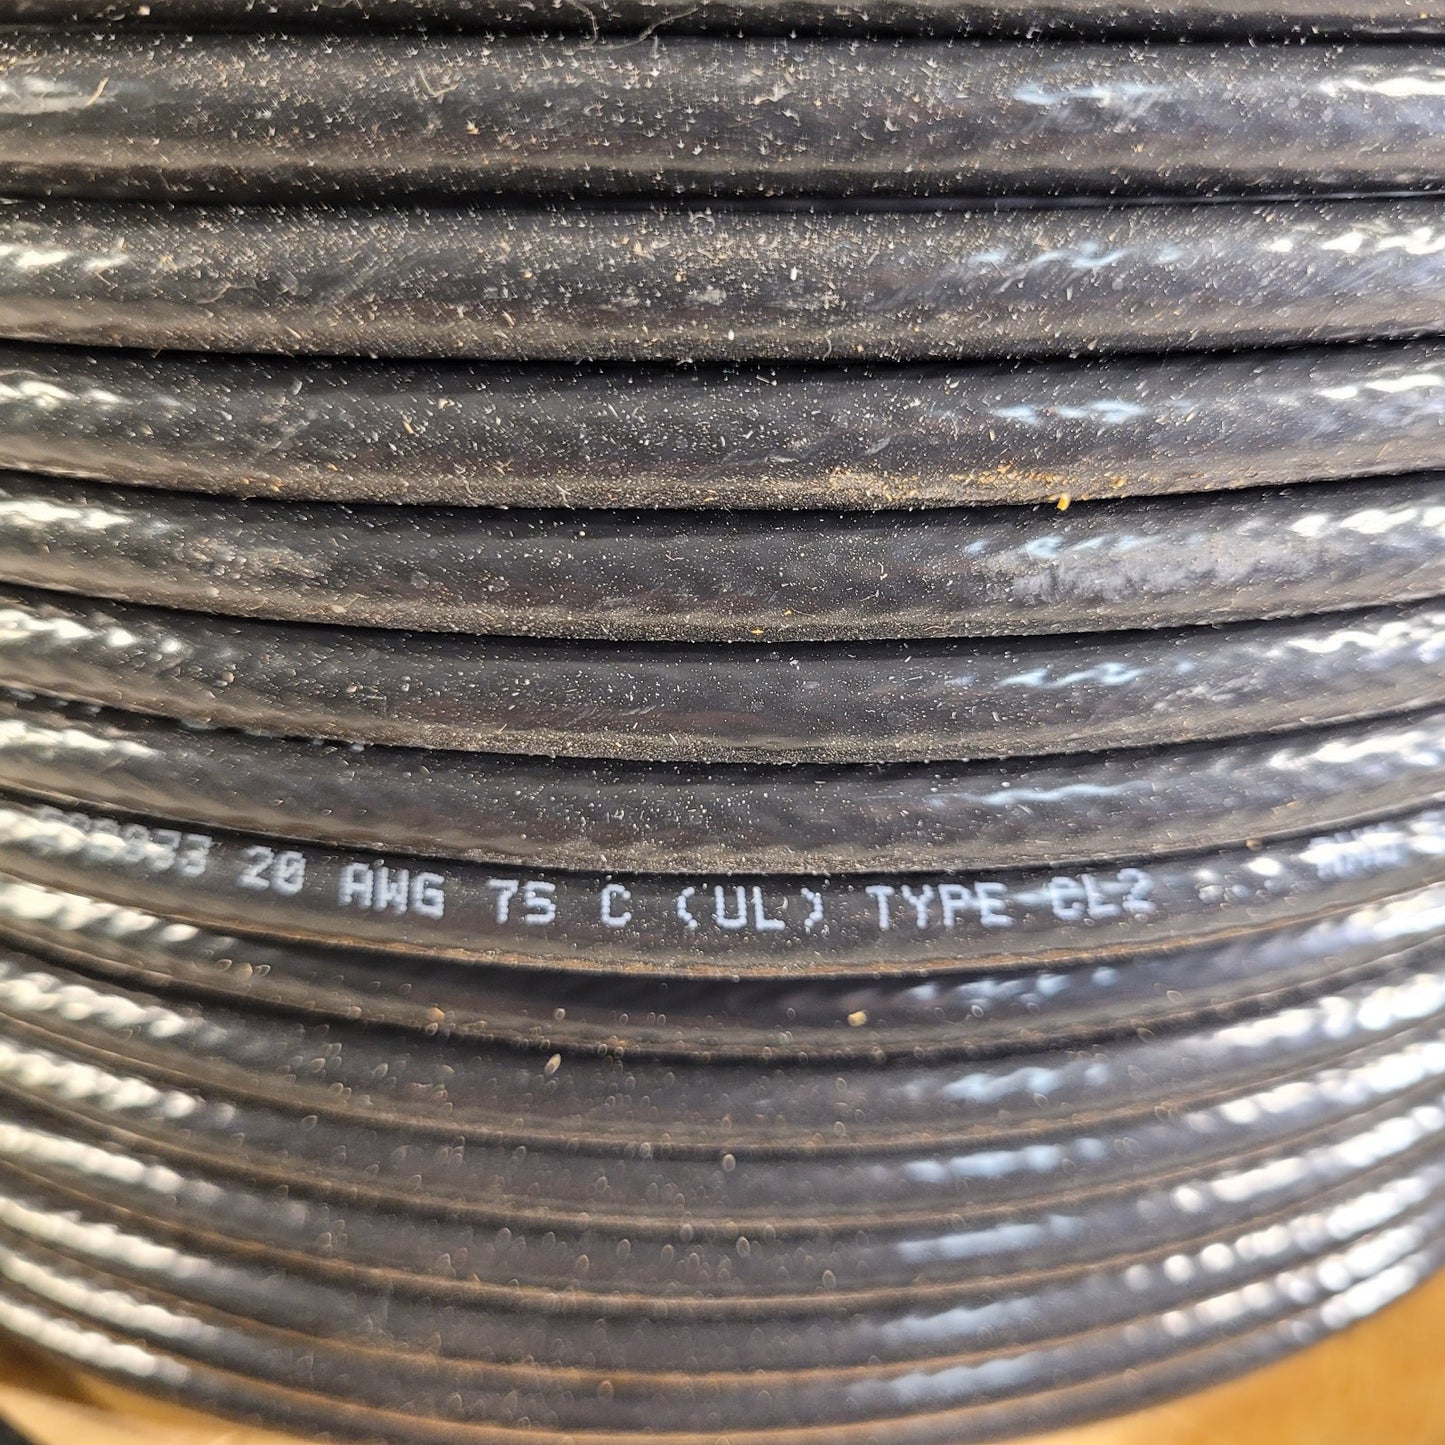 20 AWG 75 C (UL) TYPE CL2